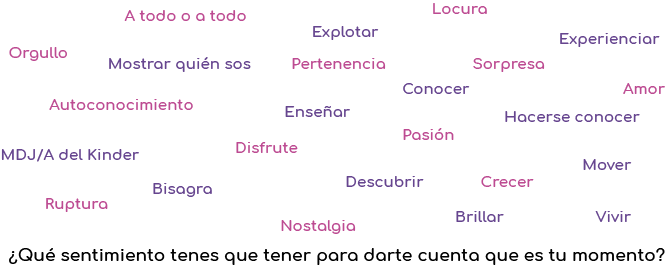 Locura
A todo o a todo
Explotar
Experienciar
Orgullo
Mostrar quién sos
Pertenencia
Sorpresa
Conocer
Amor
Autoconocimiento
Enseñar
Hacerse conocer
Pasión
Disfrute
MDJ/A del Kinder
Mover
Descubrir
Crecer
Bisagra
Ruptura
Brillar
Vivir
Nostalgia
¿Qué sentimiento tenes que tener para darte cuenta que es tu momento?